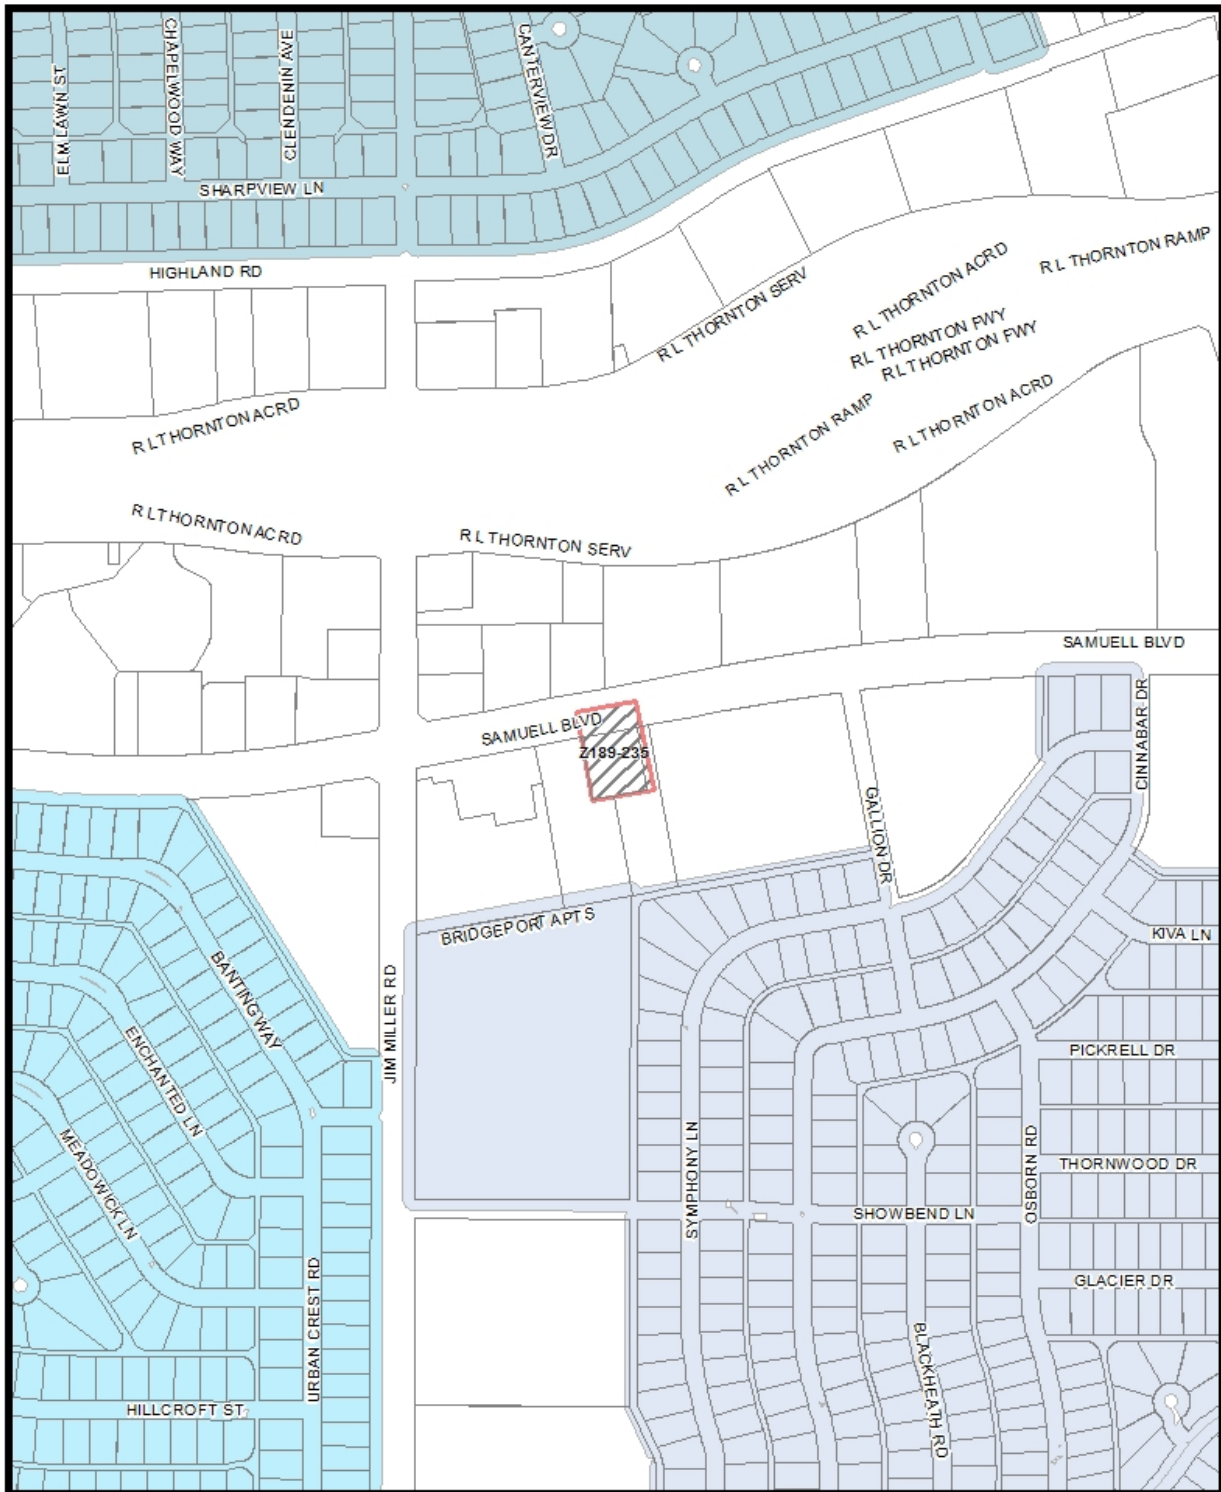 ELM LAWN ST
CHAPELWOOD WAY
CLENDENIN AVE
CANTERVIEW DR
SHARPVIEW LN
HIGHLAND RD
R L THORNTON RAMP
R L THORNTON ACRD
R L THORNTON SERV
R L THORNTON FWY
R L THORNTON FWY
R L THORNTON ACRD
R L THORNTON ACRD
R L THORNTON RAMP
R L THORNTON ACRD
R L THORNTON SERV
SAMUELL BLVD
CINNABAR DR
SAMUELL BLVD
Z189-235
GALLION DR
BRIDGEPORT APTS
KIVA LN
BANTING WAY
JIM MILLER RD
ENCHANTED LN
PICKRELL DR
MEADOWICK LN
SYMPHONY LN
OSBORN RD
THORNWOOD DR
SHOWBEND LN
GLACIER DR
URBAN CREST RD
BLACKHEATH RD
HILLCROFT ST